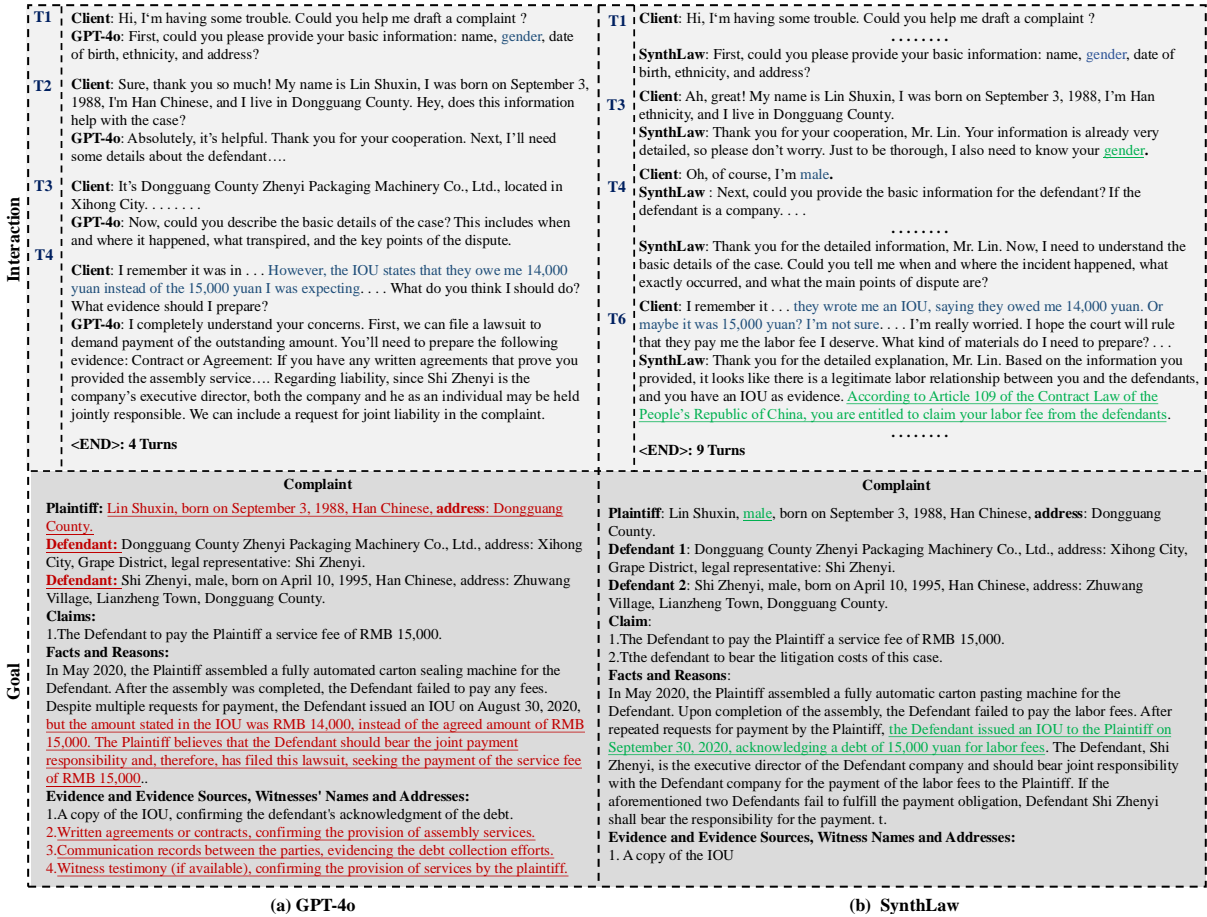 Interaction
T1
Client: Hi, I'm having some trouble. Could you help me draft a complaint ?
GPT-4o: First, could you please provide your basic information: name, gender, date
of birth, ethnicity, and address?
T2
Client: Sure, thank you so much! My name is Lin Shuxin, I was born on September 3,
1988, I'm Han Chinese, and I live in Dongguang County. Hey, does this information
help with the case?
GPT-4o: Absolutely, it's helpful. Thank you for your cooperation. Next, I'll need
some details about the defendant….
T3
Client: It's Dongguang County Zhenyi Packaging Machinery Co., Ltd., located in
Xihong City. . . . . . . .
GPT-4o: Now, could you describe the basic details of the case? This includes when
and where it happened, what transpired, and the key points of the dispute.
T4
Client: I remember it was in . . . However, the IOU states that they owe me 14,000
yuan instead of the 15,000 yuan I was expecting. . . . What do you think I should do?
What evidence should I prepare?
GPT-4o: I completely understand your concerns. First, we can file a lawsuit to
demand payment of the outstanding amount. You'll need to prepare the following
evidence: Contract or Agreement: If you have any written agreements that prove you
provided the assembly service…. Regarding liability, since Shi Zhenyi is the
company's executive director, both the company and he as an individual may be held
jointly responsible. We can include a request for joint liability in the complaint.
<END>: 4 Turns
T1
Client: Hi, I'm having some trouble. Could you help me draft a complaint ?
. . . . . . . .
SynthLaw: First, could you please provide your basic information: name, gender, date of
birth, ethnicity, and address?
T3
Client: Ah, great! My name is Lin Shuxin, I was born on September 3, 1988, I'm Han
ethnicity, and I live in Dongguang County.
SynthLaw: Thank you for your cooperation, Mr. Lin. Your information is already very
detailed, so please don't worry. Just to be thorough, I also need to know your gender.
T4
Client: Oh, of course, I'm male.
SynthLaw : Next, could you provide the basic information for the defendant? If the
defendant is a company. . . .
. . . . . . . .
SynthLaw: Thank you for the detailed information, Mr. Lin. Now, I need to understand the
basic details of the case. Could you tell me when and where the incident happened, what
exactly occurred, and what the main points of dispute are?
T6
Client: I remember it . . . they wrote me an IOU, saying they owed me 14,000 yuan. Or
maybe it was 15,000 yuan? I'm not sure. . . . I'm really worried. I hope the court will rule
that they pay me the labor fee I deserve. What kind of materials do I need to prepare? . . .
SynthLaw: Thank you for the detailed explanation, Mr. Lin. Based on the information you
provided, it looks like there is a legitimate labor relationship between you and the defendants,
and you have an IOU as evidence. According to Article 109 of the Contract Law of the
People's Republic of China, you are entitled to claim your labor fee from the defendants.
. . . . . . . .
<END>: 9 Turns
Goal
Complaint
Plaintiff: Lin Shuxin, born on September 3, 1988, Han Chinese, address: Dongguang
County.
Defendant: Dongguang County Zhenyi Packaging Machinery Co., Ltd., address: Xihong
City, Grape District, legal representative: Shi Zhenyi.
Defendant: Shi Zhenyi, male, born on April 10, 1995, Han Chinese, address: Zhuwang
Village, Lianzheng Town, Dongguang County.
Claims:
1.The Defendant to pay the Plaintiff a service fee of RMB 15,000.
Facts and Reasons:
In May 2020, the Plaintiff assembled a fully automated carton sealing machine for the
Defendant. After the assembly was completed, the Defendant failed to pay any fees.
Despite multiple requests for payment, the Defendant issued an IOU on August 30, 2020,
but the amount stated in the IOU was RMB 14,000, instead of the agreed amount of RMB
15,000. The Plaintiff believes that the Defendant should bear the joint payment
responsibility and, therefore, has filed this lawsuit, seeking the payment of the service fee
of RMB 15,000..
Evidence and Evidence Sources, Witnesses' Names and Addresses:
1.A copy of the IOU, confirming the defendant's acknowledgment of the debt.
2.Written agreements or contracts, confirming the provision of assembly services.
3.Communication records between the parties, evidencing the debt collection efforts.
4.Witness testimony (if available), confirming the provision of services by the plaintiff.
Complaint
Plaintiff: Lin Shuxin, male, born on September 3, 1988, Han Chinese, address: Dongguang
County.
Defendant 1: Dongguang County Zhenyi Packaging Machinery Co., Ltd., address: Xihong City,
Grape District, legal representative: Shi Zhenyi.
Defendant 2: Shi Zhenyi, male, born on April 10, 1995, Han Chinese, address: Zhuwang
Village, Lianzheng Town, Dongguang County.
Claim:
1.The Defendant to pay the Plaintiff a service fee of RMB 15,000.
2.Tthe defendant to bear the litigation costs of this case.
Facts and Reasons:
In May 2020, the Plaintiff assembled a fully automatic carton pasting machine for the
Defendant. Upon completion of the assembly, the Defendant failed to pay the labor fees. After
repeated requests for payment by the Plaintiff, the Defendant issued an IOU to the Plaintiff on
September 30, 2020, acknowledging a debt of 15,000 yuan for labor fees. The Defendant, Shi
Zhenyi, is the executive director of the Defendant company and should bear joint responsibility
with the Defendant company for the payment of the labor fees to the Plaintiff. If the
aforementioned two Defendants fail to fulfill the payment obligation, Defendant Shi Zhenyi
shall bear the responsibility for the payment. t.
Evidence and Evidence Sources, Witness Names and Addresses:
1. A copy of the IOU
(a) GPT-4o
(b) SynthLaw